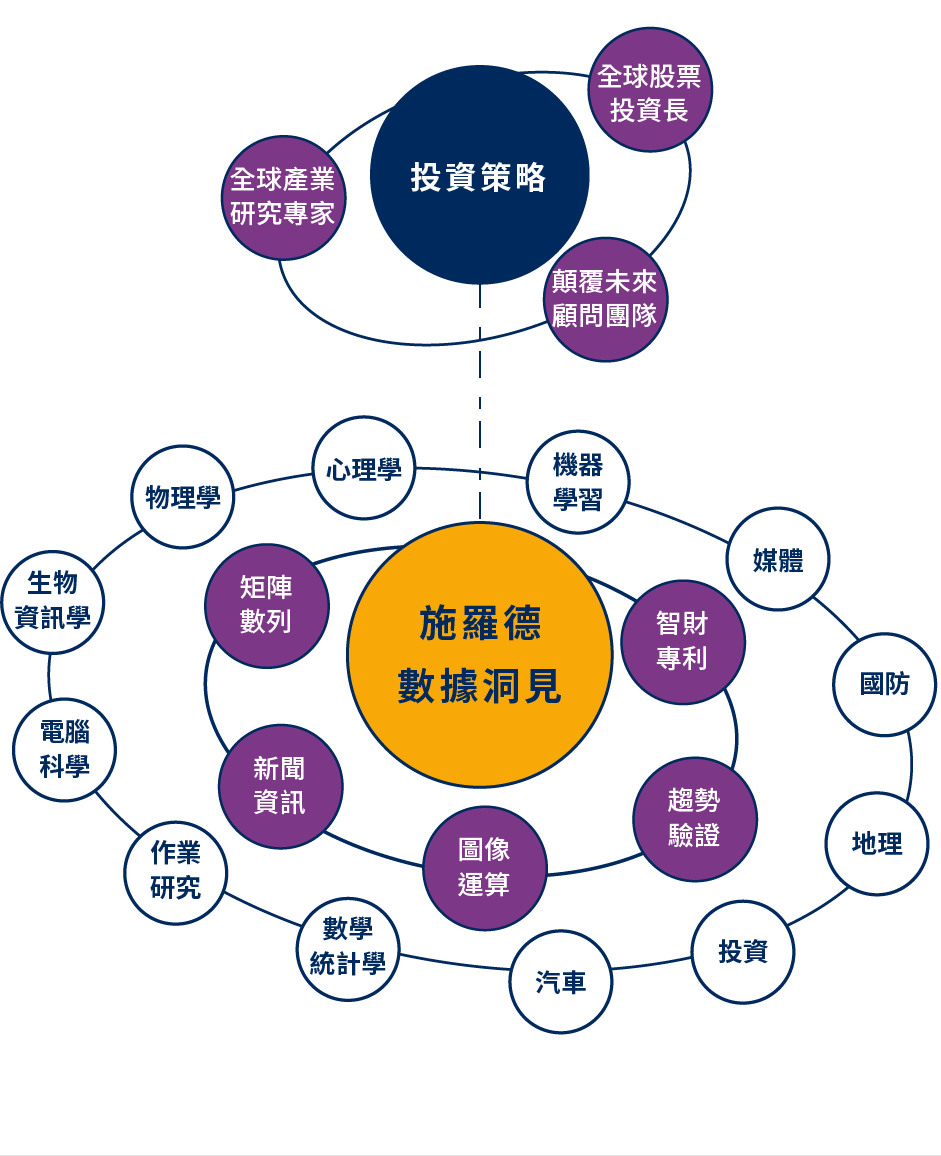 全球股票
投資長
投資策略
全球產業
研究專家
顛覆未來
顧問團隊
心理學
機器
學習
物理學
媒體
生物
資訊學
矩陣
數列
施羅德
數據洞見
智財
專利
國防
電腦
科學
新聞
資訊
趨勢
驗證
圖像
運算
地理
作業
研究
數學
統計學
投資
汽車